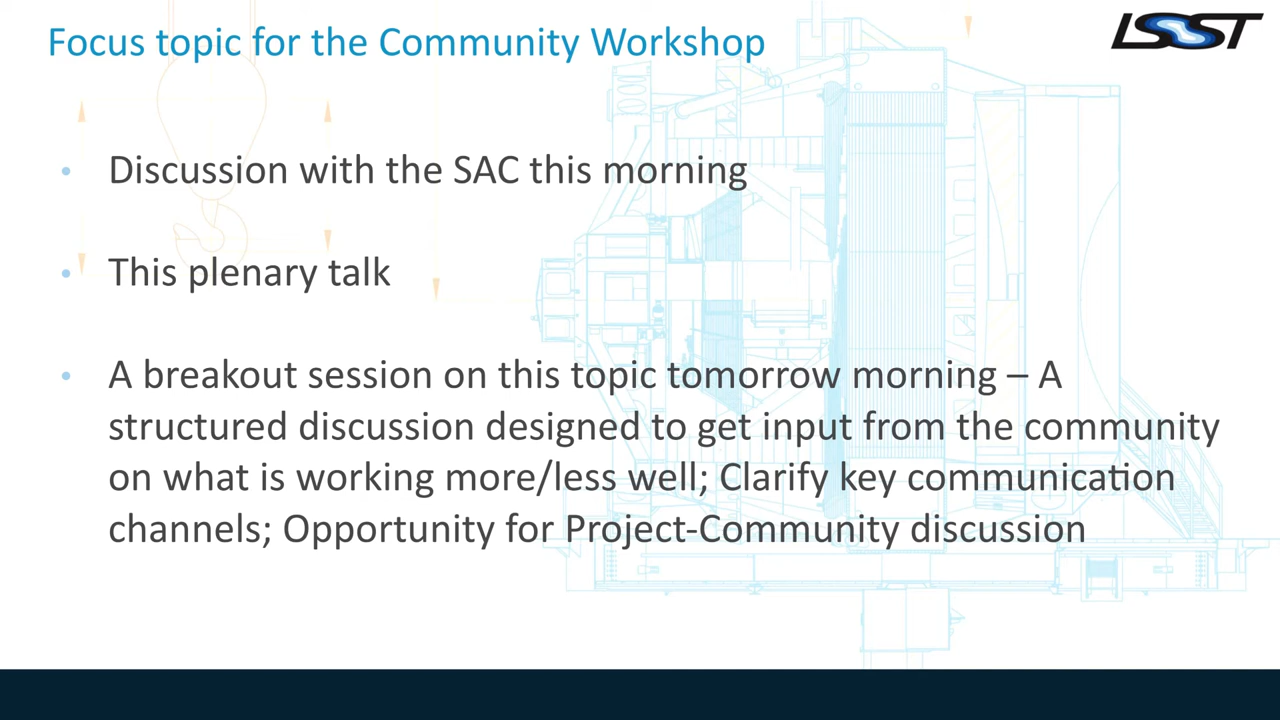 Focus topic for the Community Workshop
LSST
• Discussion with the SAC this morning
• This plenary talk
• A breakout session on this topic tomorrow morning – A
structured discussion designed to get input from the community
on what is working more/less well; Clarify key communication
channels; Opportunity for Project-Community discussion